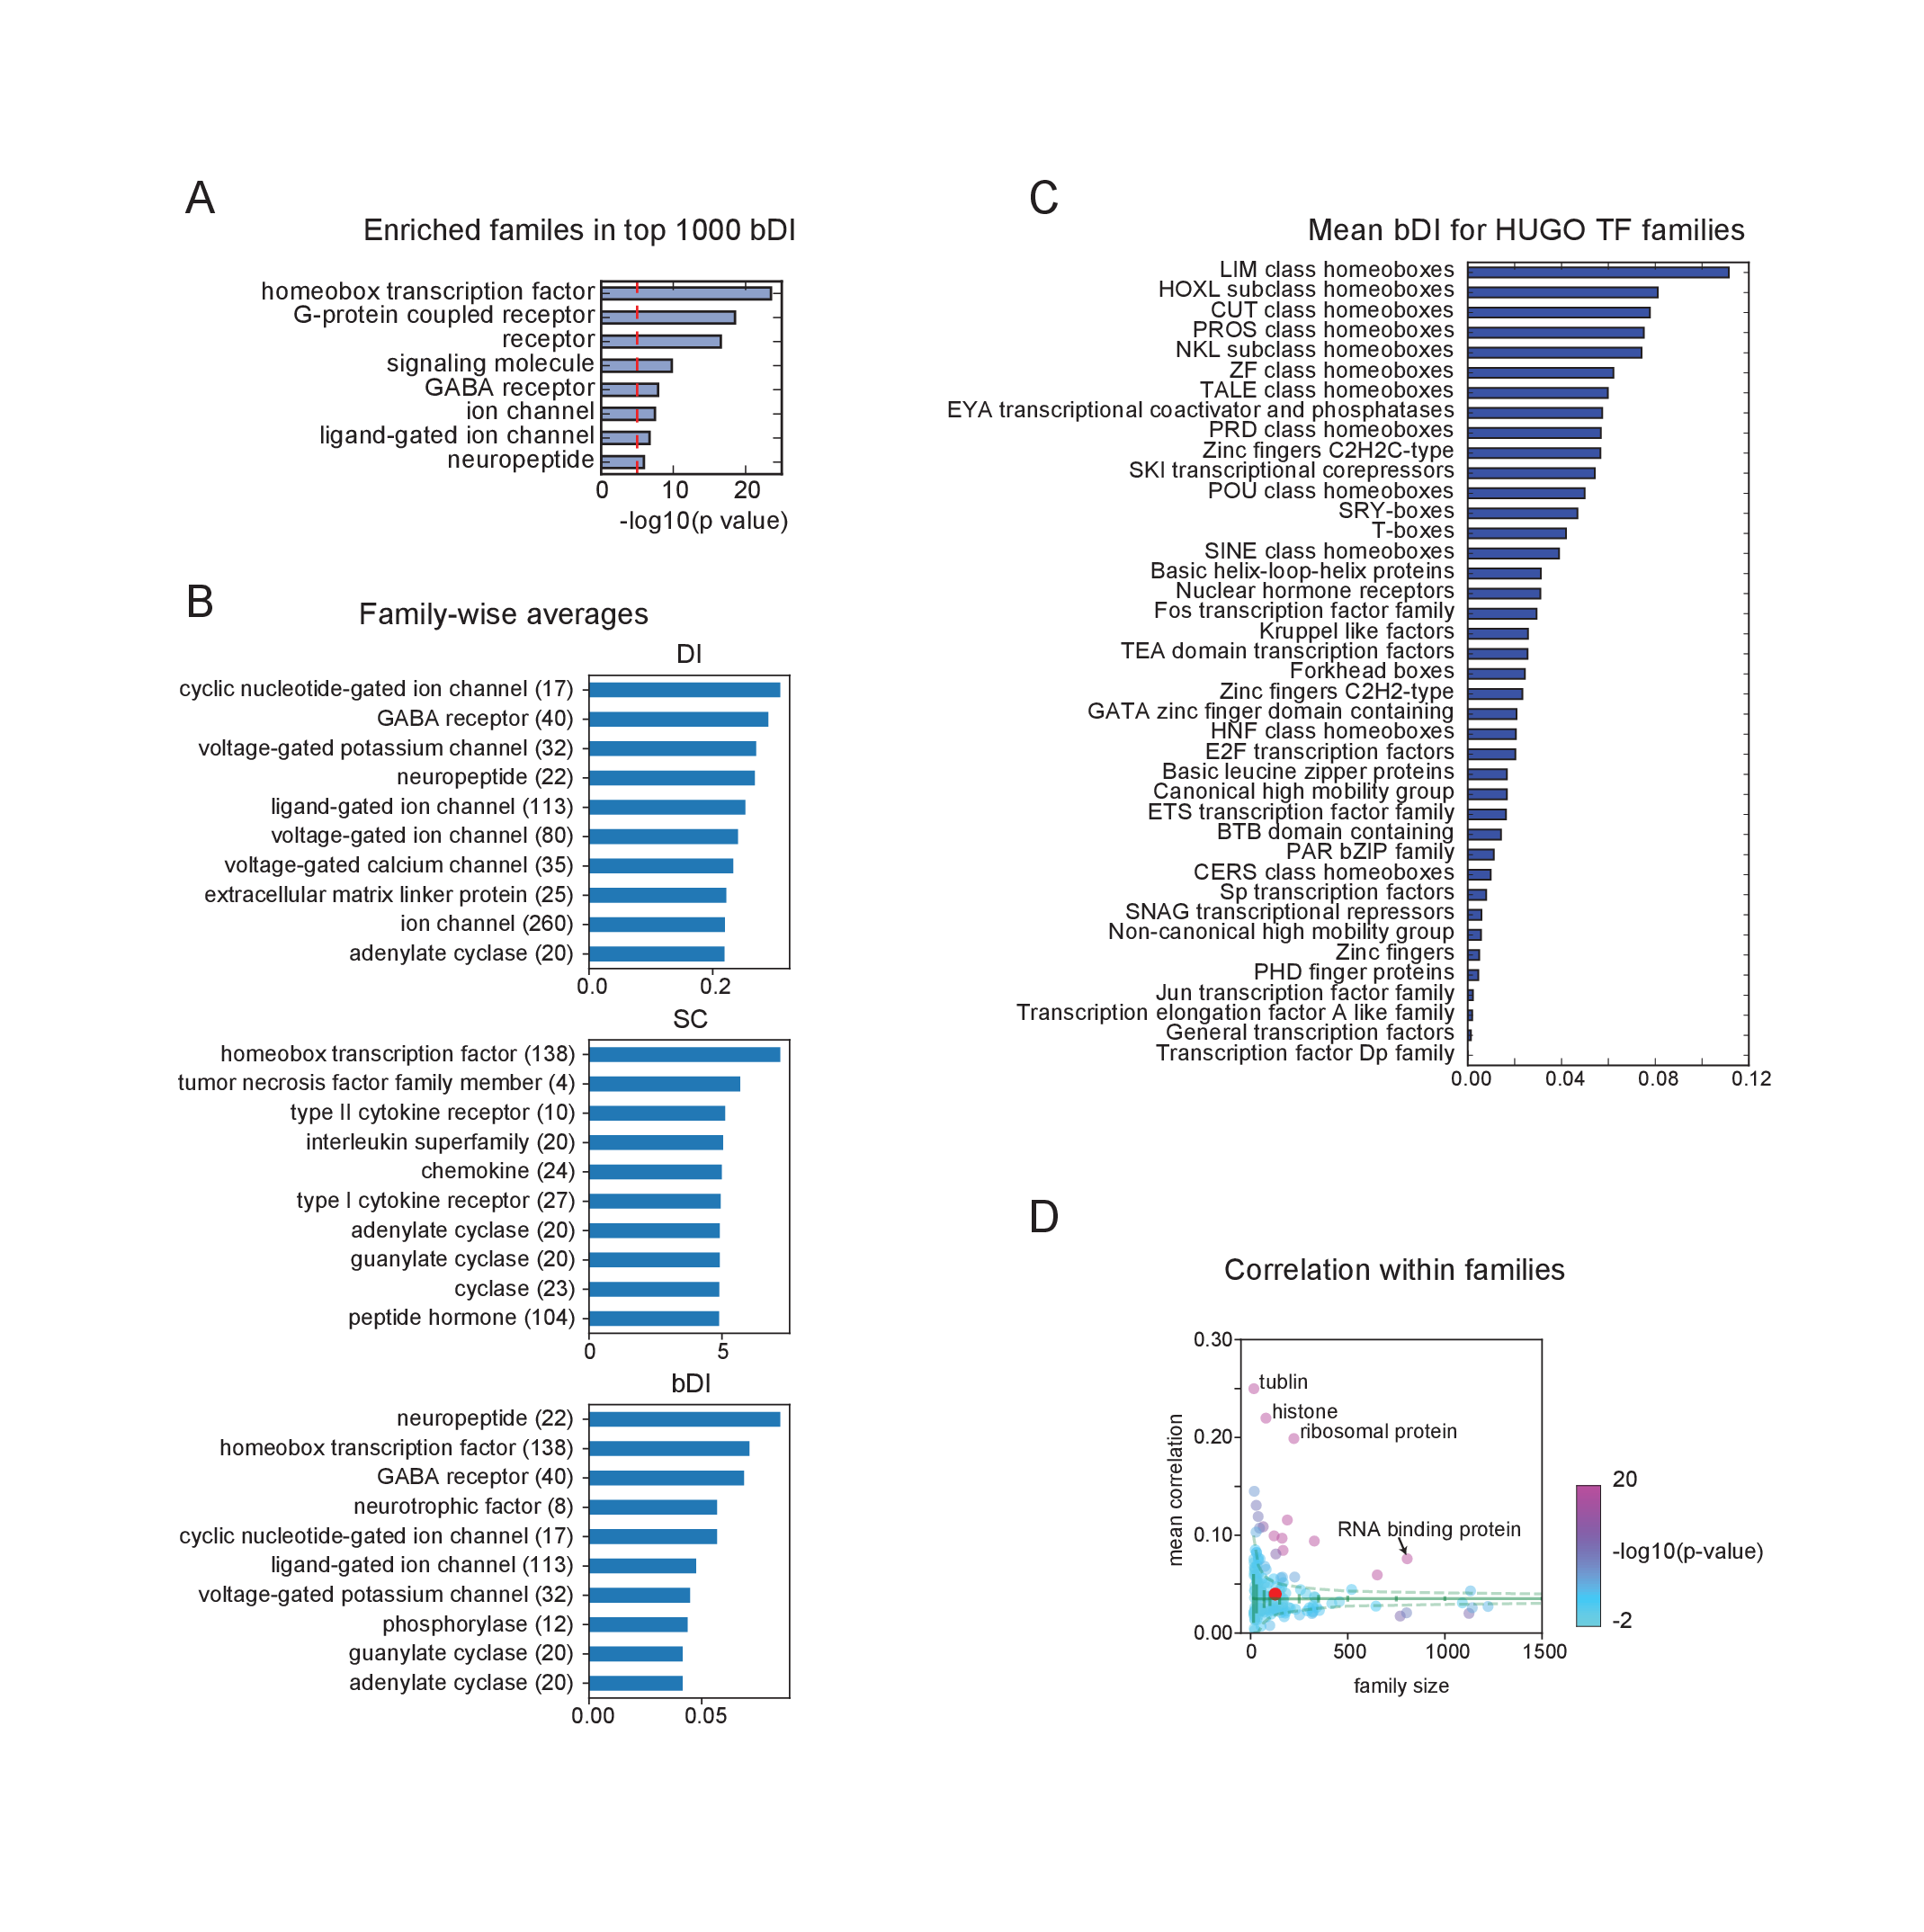 A
Enriched familes in top 1000 bDI
homeobox transcription factor
G-protein coupled receptor
receptor
signaling molecule
GABA receptor
ion channel
ligand-gated ion channel
neuropeptide
0 10 20
-log10(p value)
B
Family-wise averages
DI
cyclic nucleotide-gated ion channel (17)
GABA receptor (40)
voltage-gated potassium channel (32)
neuropeptide (22)
ligand-gated ion channel (113)
voltage-gated ion channel (80)
voltage-gated calcium channel (35)
extracellular matrix linker protein (25)
ion channel (260)
adenylate cyclase (20)
0.0 0.2
SC
homeobox transcription factor (138)
tumor necrosis factor family member (4)
type II cytokine receptor (10)
interleukin superfamily (20)
chemokine (24)
type I cytokine receptor (27)
adenylate cyclase (20)
guanylate cyclase (20)
cyclase (23)
peptide hormone (104)
0 5
bDI
neuropeptide (22)
homeobox transcription factor (138)
GABA receptor (40)
neurotrophic factor (8)
cyclic nucleotide-gated ion channel (17)
ligand-gated ion channel (113)
voltage-gated potassium channel (32)
phosphorylase (12)
guanylate cyclase (20)
adenylate cyclase (20)
0.00 0.05
C
Mean bDI for HUGO TF families
LIM class homeoboxes
HOXL subclass homeoboxes
CUT class homeoboxes
PROS class homeoboxes
NKL subclass homeoboxes
ZF class homeoboxes
TALE class homeoboxes
EYA transcriptional coactivator and phosphatases
PRD class homeoboxes
Zinc fingers C2H2C-type
SKI transcriptional corepressors
POU class homeoboxes
SRY-boxes
T-boxes
SINE class homeoboxes
Basic helix-loop-helix proteins
Nuclear hormone receptors
Fos transcription factor family
Kruppel like factors
TEA domain transcription factors
Forkhead boxes
Zinc fingers C2H2-type
GATA zinc finger domain containing
HNF class homeoboxes
E2F transcription factors
Basic leucine zipper proteins
Canonical high mobility group
ETS transcription factor family
BTB domain containing
PAR bZIP family
CERS class homeoboxes
Sp transcription factors
SNAG transcriptional repressors
Non-canonical high mobility group
Zinc fingers
PHD finger proteins
Jun transcription factor family
Transcription elongation factor A like family
General transcription factors
Transcription factor Dp family
0.00 0.04 0.08 0.12
D
Correlation within families
0.30
0.20
0.10
0.00
mean correlation
tublin
histone
ribosomal protein
RNA binding protein
0 500 1000 1500
family size
20
-log10(p-value)
-2